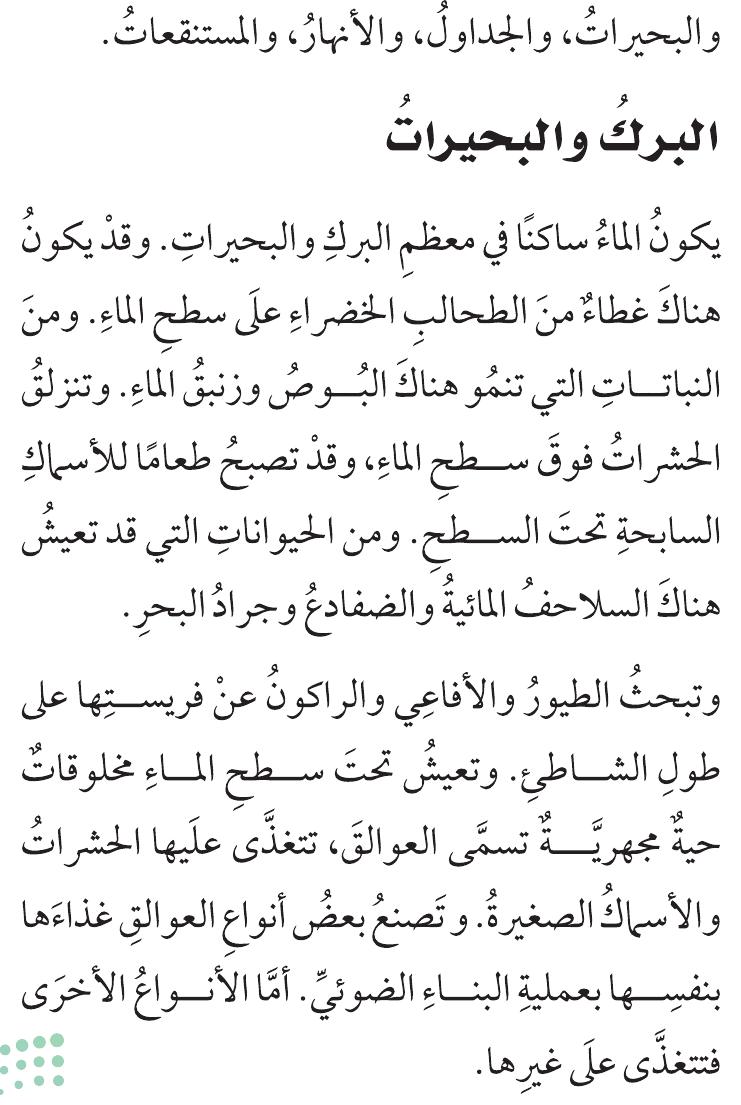 والبحيراتُ، والجداولُ، والأنهارُ، والمستنقعاتُ.
البركُ والبحيراتُ
يكونُ الماءُ ساكنًا في معظمِ البركِ والبحيراتِ. وقدْ يكونُ
هناكَ غطاءٌ منَ الطحالبِ الخضراءِ علَى سطحِ الماءِ. ومنَ
النباتاتِ التي تنمُو هناكَ البُوصُ وزنبقُ الماءِ. وتنزلقُ
الحشراتُ فوقَ سطحِ الماءِ، وقدْ تصبحُ طعامًا للأسماكِ
السابحةِ تحتَ السطحِ. ومن الحيواناتِ التي قد تعيشُ
هناكَ السلاحفُ المائيةُ والضفادعُ وجرادُ البحرِ.
وتبحثُ الطيورُ والأفاعِي والراكونُ عنْ فريستِها على
طولِ الشاطئِ. وتعيشُ تحتَ سطحِ الماءِ مخلوقاتٌ
حيةٌ مجهريَّةٌ تسمَّى العوالقَ، تتغذَّى علَيها الحشراتُ
والأسماكُ الصغيرةُ. وتَصنعُ بعضُ أنواعِ العوالقِ غذاءَها
بنفسِها بعمليةِ البناءِ الضوئيِّ. أمَّا الأنواعُ الأخرَى
فتتغذَّى علَى غيرِها.